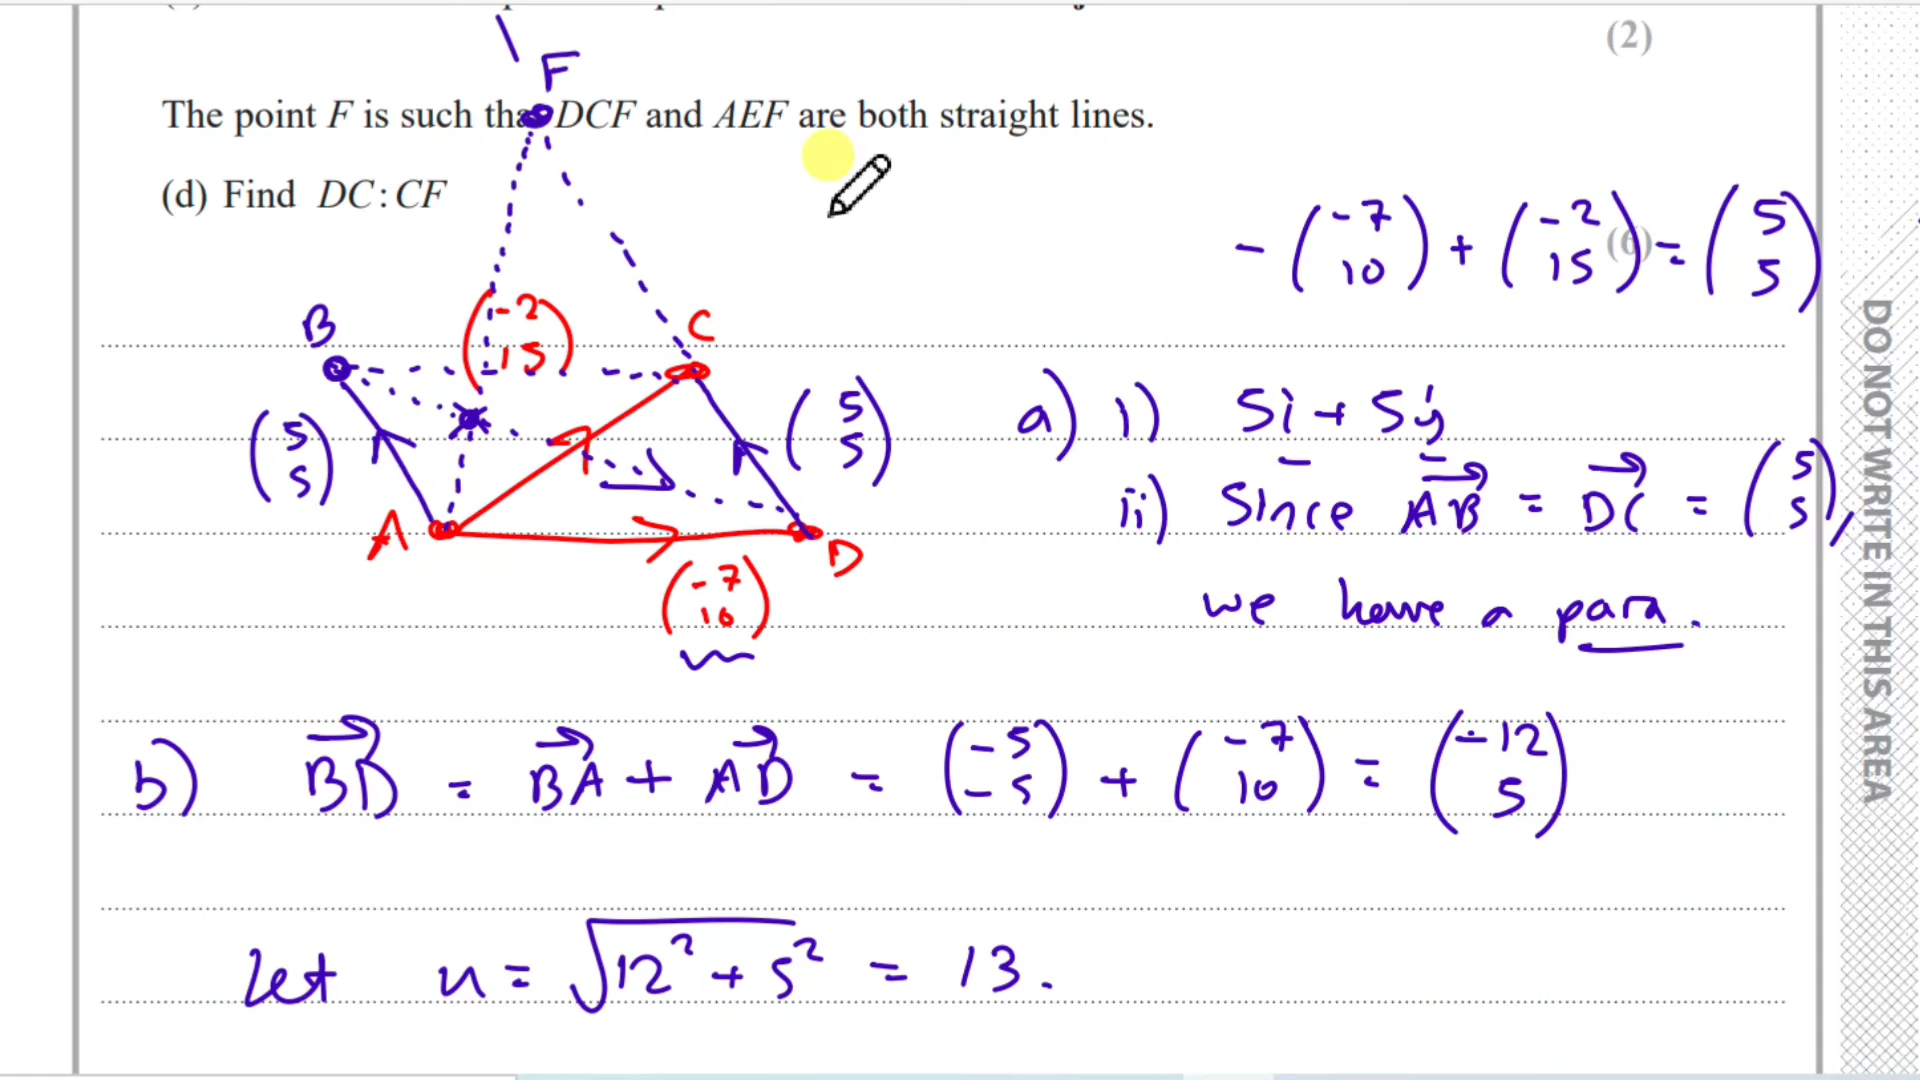 (2)
F
The point F is such tha DCF and AEF are both straight lines.
(d) Find DC : CF
(6)
-(-7 10) + (-2 15) = (5 5)
B
(-2 15)
C
(5 5)
(5 5)
A
D
(-7 10)
a) i) 5i + 5j
ii) Since AB = DC = (5 5),
we have a para.
b) BD = BA + AD = (-5 -5) + (-7 10) = (-12 5)
Let u = √12² + 5² = 13.
DO NOT WRITE IN THIS AREA